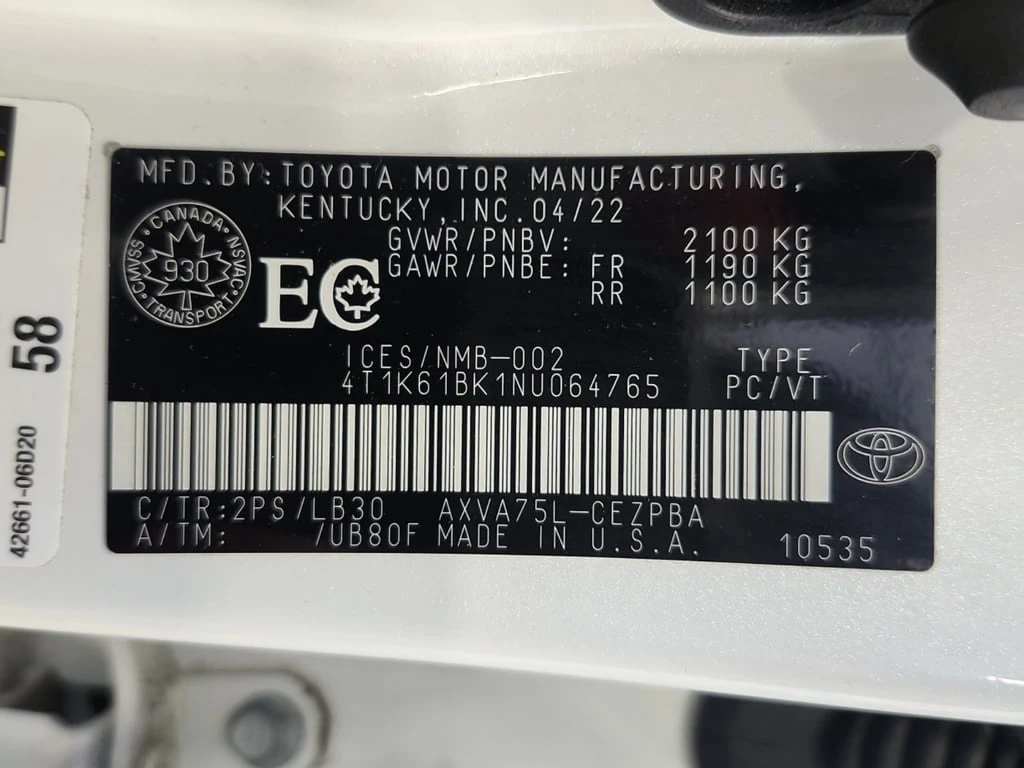 MFD. BY: TOYOTA MOTOR MANUFACTURING,
KENTUCKY, INC. 04/22
GVWR/PNBV: 2100 KG
GAWR/PNBE: FR 1190 KG
RR 1100 KG
CANADA
CMVSS NSVAC
930
TRANSPORT
EC
ICES/NMB-002 TYPE
4T1K61BK1NU064765 PC/VT
C/TR:2PS/LB30 AXVA75L-CEZPBA
A/TM: /UB80F MADE IN U.S.A. 10535
58
42661-06D20